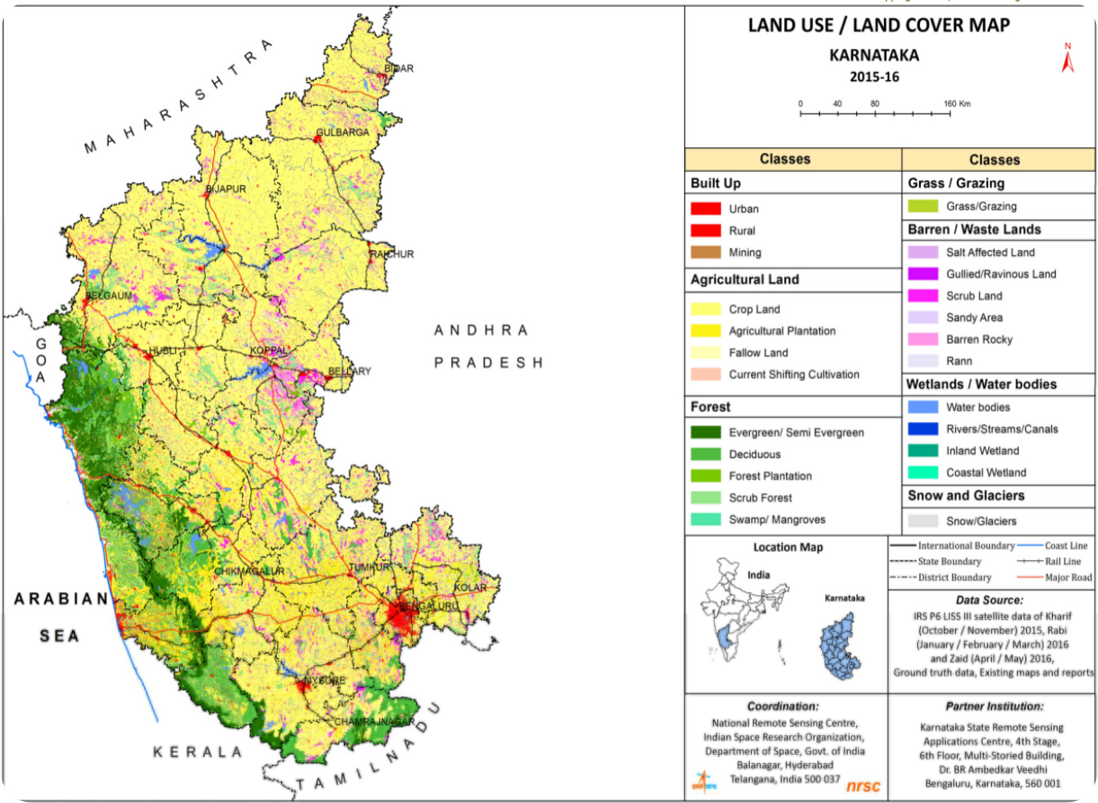 LAND USE / LAND COVER MAP
KARNATAKA
2015-16
N
0 40 80 160 Km
Classes
Built Up
Urban
Rural
Mining
Agricultural Land
Crop Land
Agricultural Plantation
Fallow Land
Current Shifting Cultivation
Forest
Evergreen/ Semi Evergreen
Deciduous
Forest Plantation
Scrub Forest
Swamp/ Mangroves
Classes
Grass / Grazing
Grass/Grazing
Barren / Waste Lands
Salt Affected Land
Gullied/Ravinous Land
Scrub Land
Sandy Area
Barren Rocky
Rann
Wetlands / Water bodies
Water bodies
Rivers/Streams/Canals
Inland Wetland
Coastal Wetland
Snow and Glaciers
Snow/Glaciers
Location Map
India
Karnataka
International Boundary
Coast Line
State Boundary
Rail Line
District Boundary
Major Road
Data Source:
IRS P6 LISS III satellite data of Kharif
(October / November) 2015, Rabi
(January / February / March) 2016
and Zaid (April / May) 2016,
Ground truth data, Existing maps and reports
Coordination:
National Remote Sensing Centre,
Indian Space Research Organization,
Department of Space, Govt. of India
Balanagar, Hyderabad
Telangana, India 500 037
nrsc
Partner Institution:
Karnataka State Remote Sensing
Applications Centre, 4th Stage,
6th Floor, Multi-Storied Building,
Dr. BR Ambedkar Veedhi
Bengaluru, Karnataka, 560 001
MAHARASHTRA
BIDAR
GULBARGA
BIJAPUR
RAICHUR
BELGAUM
GOA
ANDHRA
PRADESH
HUBLI
KOPPAL
BELLARY
CHIKMAGALUR
TUMKUR
KOLAR
BENGALURU
ARABIAN
SEA
MYSORE
CHAMRAJNAGAR
KERALA
TAMILNADU